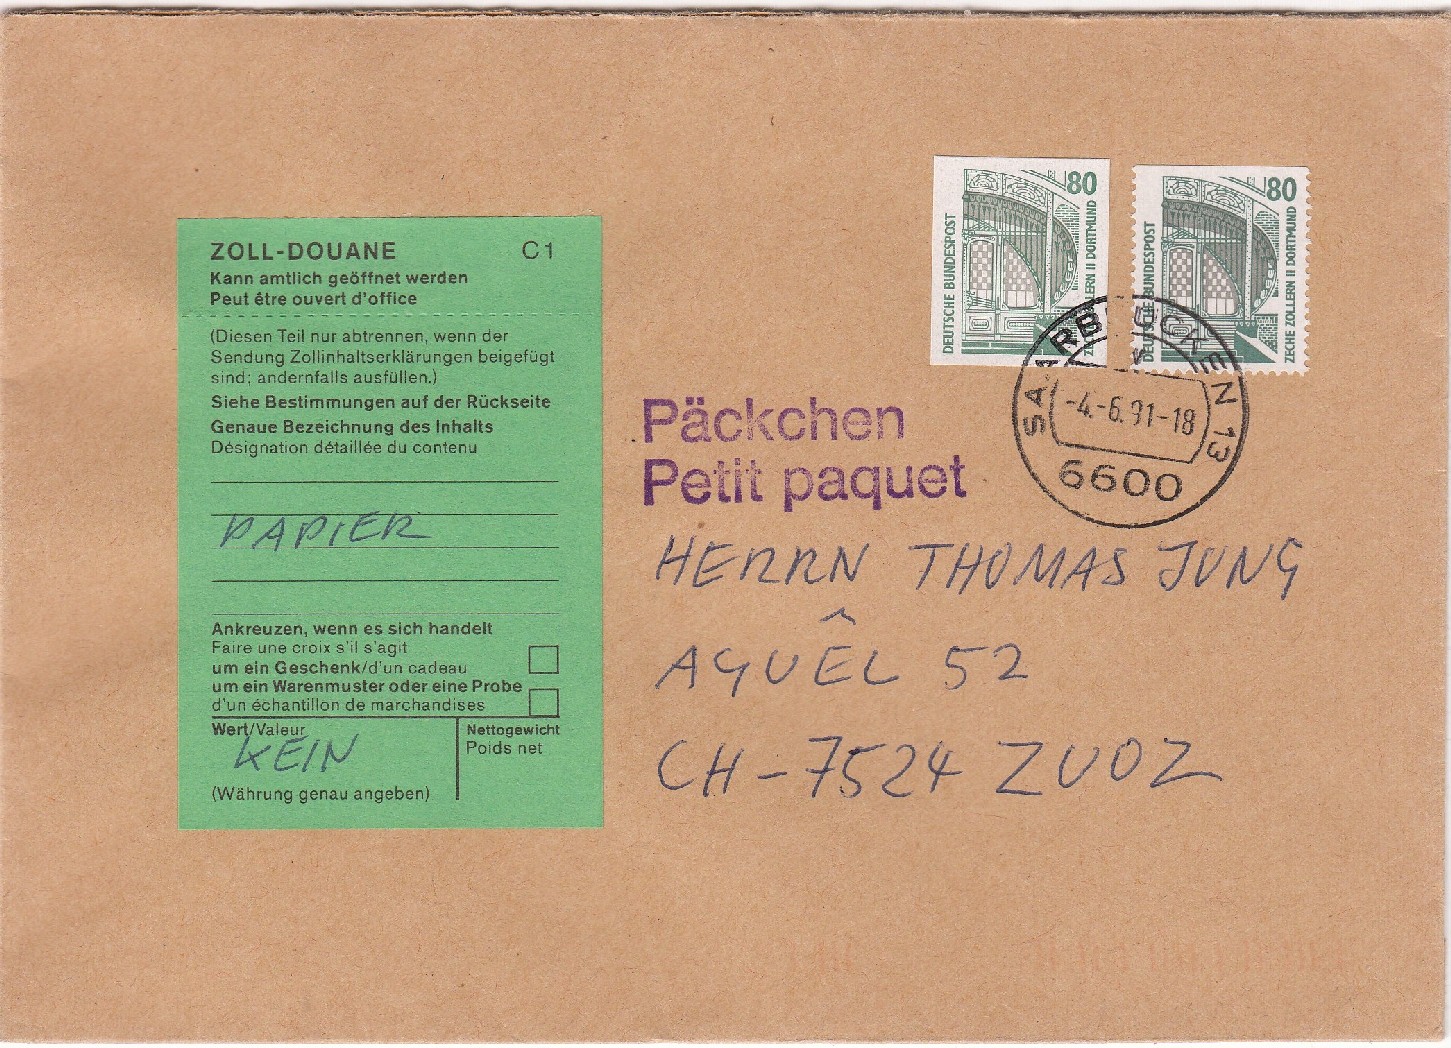 ZOLL-DOUANE C1
Kann amtlich geöffnet werden
Peut être ouvert d'office
(Diesen Teil nur abtrennen, wenn der
Sendung Zollinhaltserklärungen beigefügt
sind; andernfalls ausfüllen.)
Siehe Bestimmungen auf der Rückseite
Genaue Bezeichnung des Inhalts
Désignation détaillée du contenu
PAPIER
Ankreuzen, wenn es sich handelt
Faire une croix s'il s'agit
um ein Geschenk/d'un cadeau
um ein Warenmuster oder eine Probe
d'un échantillon de marchandises
Wert/Valeur
KEIN
(Währung genau angeben)
Nettogewicht
Poids net
80
DEUTSCHE BUNDESPOST
ZECHE ZOLLERN II DORTMUND
80
DEUTSCHE BUNDESPOST
ZECHE ZOLLERN II DORTMUND
SAARBRÜCKEN 13
-4.-6.91-18
6600
Päckchen
Petit paquet
HERRN THOMAS JUNG
AGUÊL 52
CH-7524 ZUOZ